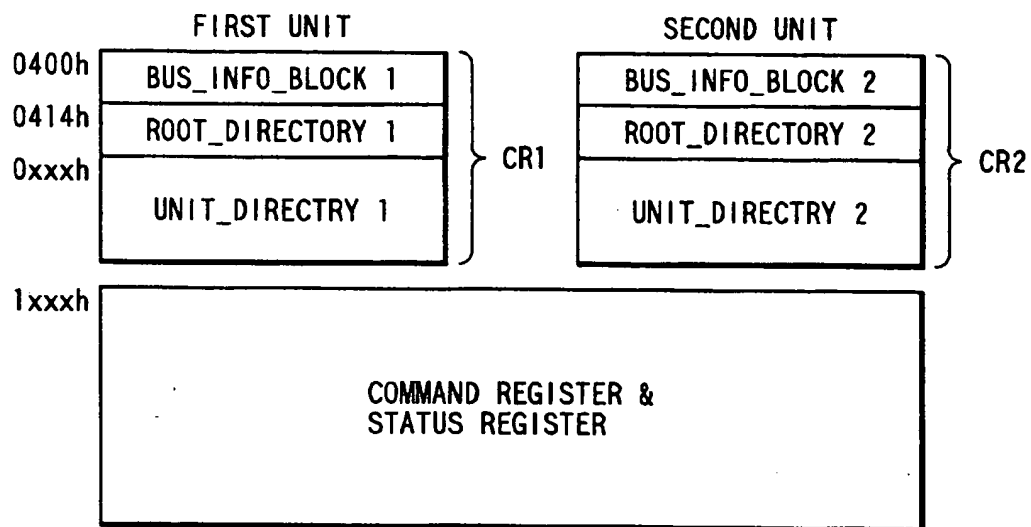 FIRST UNIT
SECOND UNIT
0400h
BUS_INFO_BLOCK 1
BUS_INFO_BLOCK 2
0414h
ROOT_DIRECTORY 1
ROOT_DIRECTORY 2
CR1
CR2
0xxxh
UNIT_DIRECTRY 1
UNIT_DIRECTRY 2
1xxxh
COMMAND REGISTER &
STATUS REGISTER